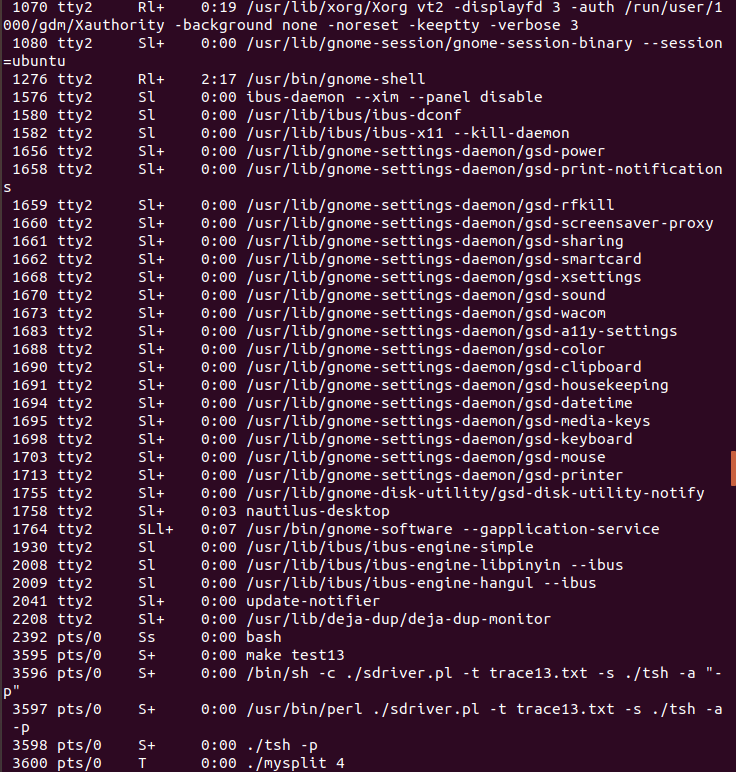 1070 tty2     Rl+    0:19 /usr/lib/xorg/Xorg vt2 -displayfd 3 -auth /run/user/1
000/gdm/Xauthority -background none -noreset -keeptty -verbose 3
1080 tty2     Sl+    0:00 /usr/lib/gnome-session/gnome-session-binary --session
=ubuntu
1276 tty2     Rl+    2:17 /usr/bin/gnome-shell
1576 tty2     Sl     0:00 ibus-daemon --xim --panel disable
1580 tty2     Sl     0:00 /usr/lib/ibus/ibus-dconf
1582 tty2     Sl     0:00 /usr/lib/ibus/ibus-x11 --kill-daemon
1656 tty2     Sl+    0:00 /usr/lib/gnome-settings-daemon/gsd-power
1658 tty2     Sl+    0:00 /usr/lib/gnome-settings-daemon/gsd-print-notification
s
1659 tty2     Sl+    0:00 /usr/lib/gnome-settings-daemon/gsd-rfkill
1660 tty2     Sl+    0:00 /usr/lib/gnome-settings-daemon/gsd-screensaver-proxy
1661 tty2     Sl+    0:00 /usr/lib/gnome-settings-daemon/gsd-sharing
1662 tty2     Sl+    0:00 /usr/lib/gnome-settings-daemon/gsd-smartcard
1668 tty2     Sl+    0:00 /usr/lib/gnome-settings-daemon/gsd-xsettings
1670 tty2     Sl+    0:00 /usr/lib/gnome-settings-daemon/gsd-sound
1673 tty2     Sl+    0:00 /usr/lib/gnome-settings-daemon/gsd-wacom
1683 tty2     Sl+    0:00 /usr/lib/gnome-settings-daemon/gsd-a11y-settings
1688 tty2     Sl+    0:00 /usr/lib/gnome-settings-daemon/gsd-color
1690 tty2     Sl+    0:00 /usr/lib/gnome-settings-daemon/gsd-clipboard
1691 tty2     Sl+    0:00 /usr/lib/gnome-settings-daemon/gsd-housekeeping
1694 tty2     Sl+    0:00 /usr/lib/gnome-settings-daemon/gsd-datetime
1695 tty2     Sl+    0:00 /usr/lib/gnome-settings-daemon/gsd-media-keys
1698 tty2     Sl+    0:00 /usr/lib/gnome-settings-daemon/gsd-keyboard
1703 tty2     Sl+    0:00 /usr/lib/gnome-settings-daemon/gsd-mouse
1713 tty2     Sl+    0:00 /usr/lib/gnome-settings-daemon/gsd-printer
1755 tty2     Sl+    0:00 /usr/lib/gnome-disk-utility/gsd-disk-utility-notify
1758 tty2     Sl+    0:03 nautilus-desktop
1764 tty2     SLl+   0:07 /usr/bin/gnome-software --gapplication-service
1930 tty2     Sl     0:00 /usr/lib/ibus/ibus-engine-simple
2008 tty2     Sl     0:00 /usr/lib/ibus/ibus-engine-libpinyin --ibus
2009 tty2     Sl     0:00 /usr/lib/ibus/ibus-engine-hangul --ibus
2041 tty2     Sl+    0:00 update-notifier
2208 tty2     Sl+    0:00 /usr/lib/deja-dup/deja-dup-monitor
2392 pts/0    Ss     0:00 bash
3595 pts/0    S+     0:00 make test13
3596 pts/0    S+     0:00 /bin/sh -c ./sdriver.pl -t trace13.txt -s ./tsh -a "-
p"
3597 pts/0    S+     0:00 /usr/bin/perl ./sdriver.pl -t trace13.txt -s ./tsh -a
-p
3598 pts/0    S+     0:00 ./tsh -p
3600 pts/0    T      0:00 ./mysplit 4